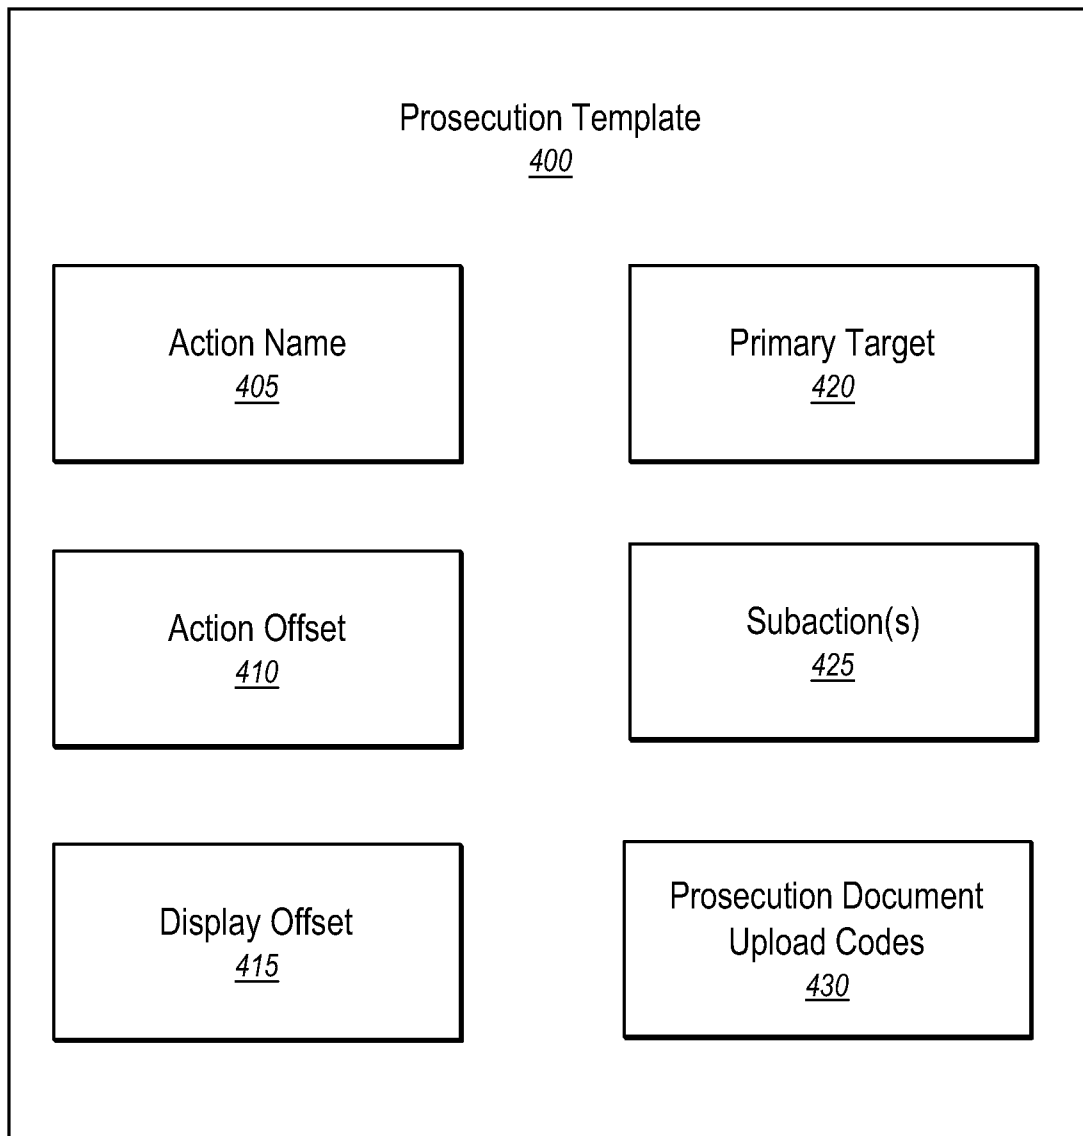 Prosecution Template
400
Action Name
405
Primary Target
420
Action Offset
410
Subaction(s)
425
Display Offset
415
Prosecution Document
Upload Codes
430